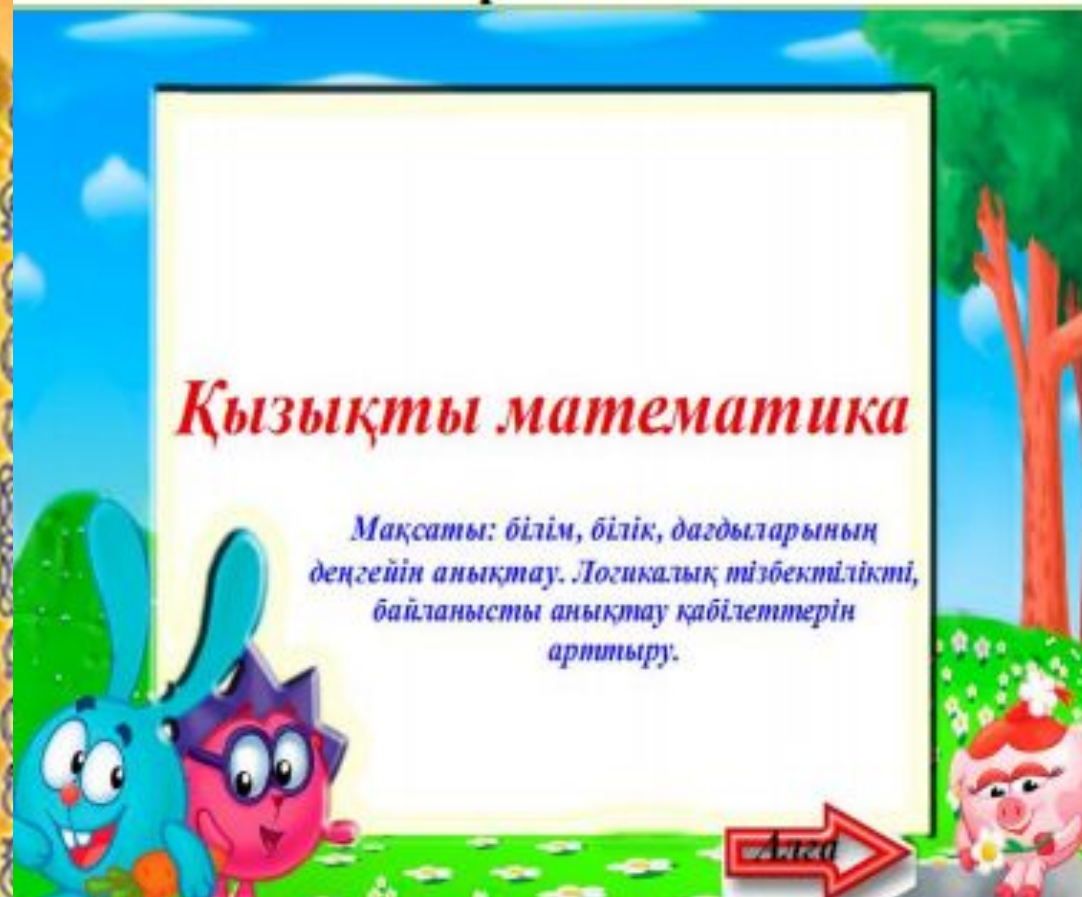 Қызықты математика
Мақсаты: білім, білік, дағдыларының
деңгейін анықтау. Логикалық тізбектілікті,
байланысты анықтау қабілеттерін
арттыру.
Алға